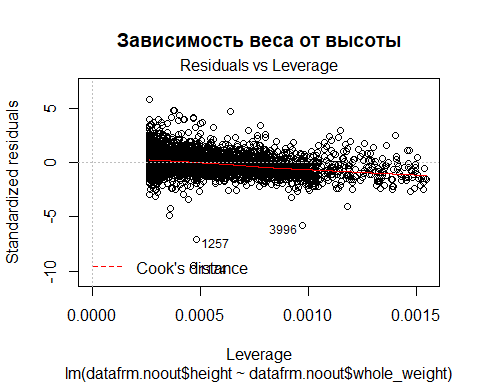 Зависимость веса от высоты
Residuals vs Leverage
Standardized residuals
5
0
-5
-10
1257
3996
Cook's distance
0.0000
0.0005
0.0010
0.0015
Leverage
lm(datafrm.noout$height ~ datafrm.noout$whole_weight)